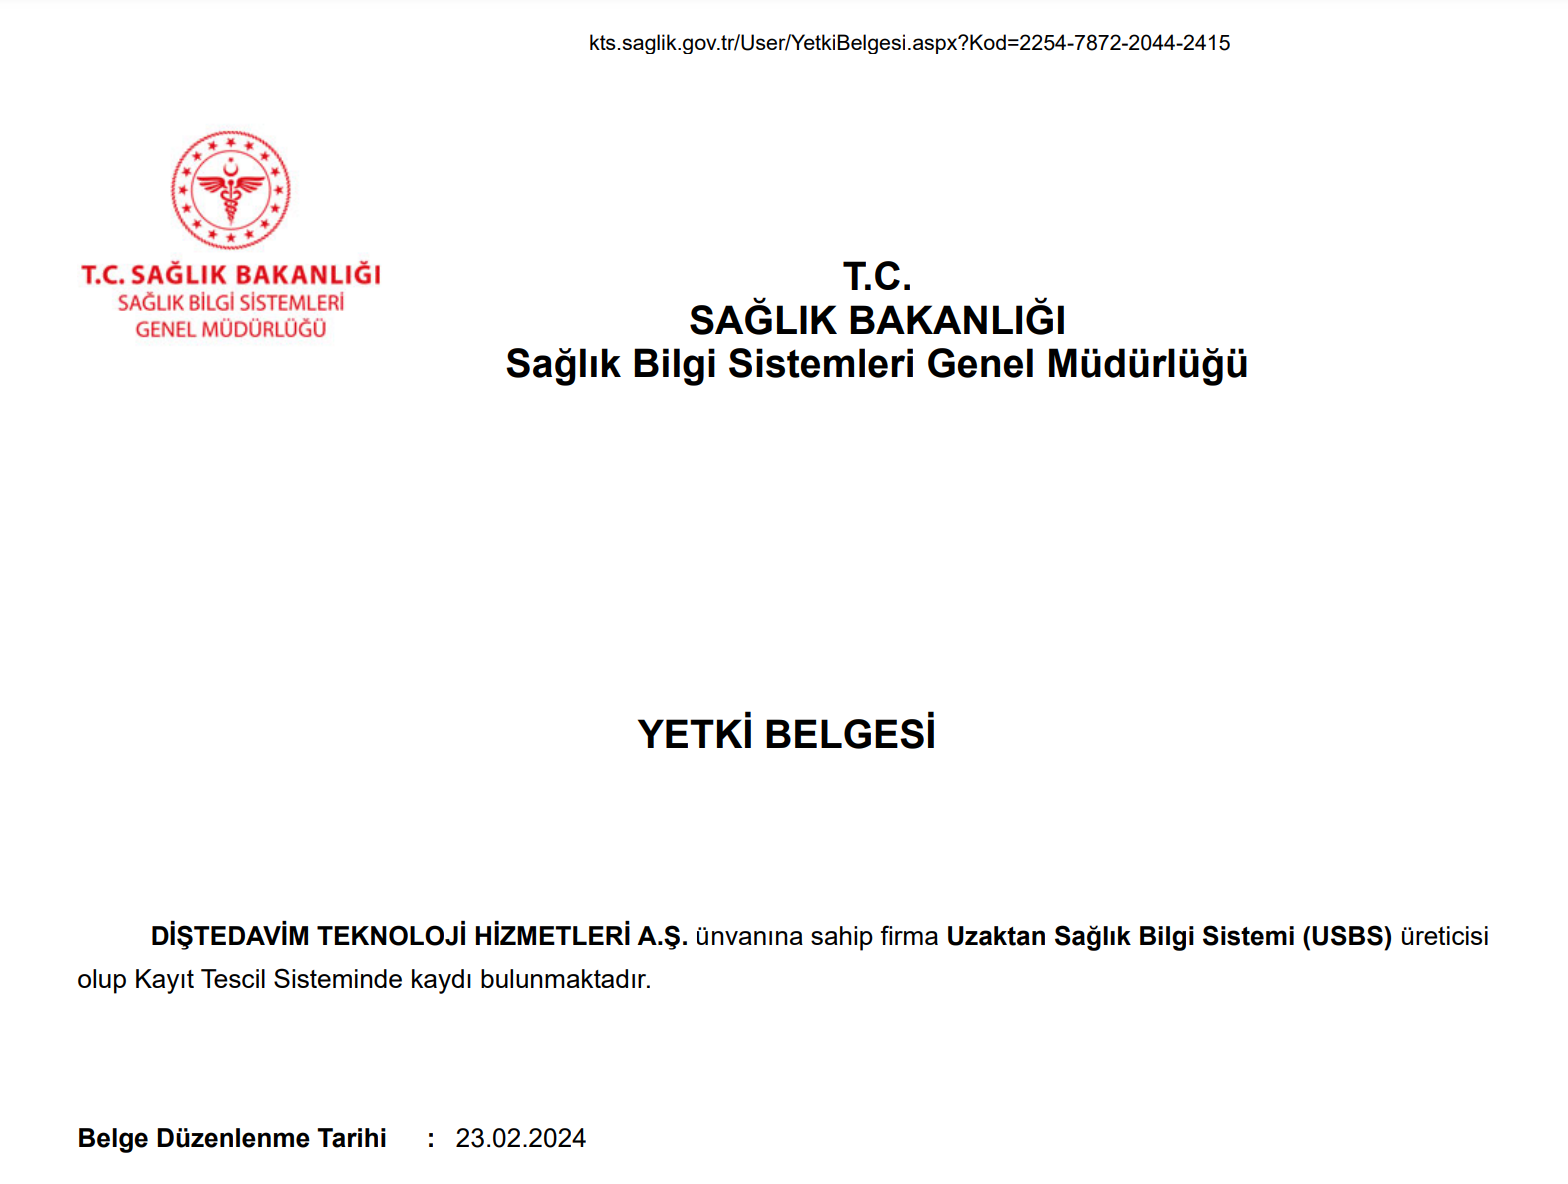 kts.saglik.gov.tr/User/YetkiBelgesi.aspx?Kod=2254-7872-2044-2415
T.C. SAĞLIK BAKANLIĞI
SAĞLIK BİLGİ SİSTEMLERİ
GENEL MÜDÜRLÜĞÜ
T.C.
SAĞLIK BAKANLIĞI
Sağlık Bilgi Sistemleri Genel Müdürlüğü
YETKİ BELGESİ
DİŞTEDAVİM TEKNOLOJİ HİZMETLERİ A.Ş. ünvanına sahip firma Uzaktan Sağlık Bilgi Sistemi (USBS) üreticisi
olup Kayıt Tescil Sisteminde kaydı bulunmaktadır.
Belge Düzenlenme Tarihi : 23.02.2024